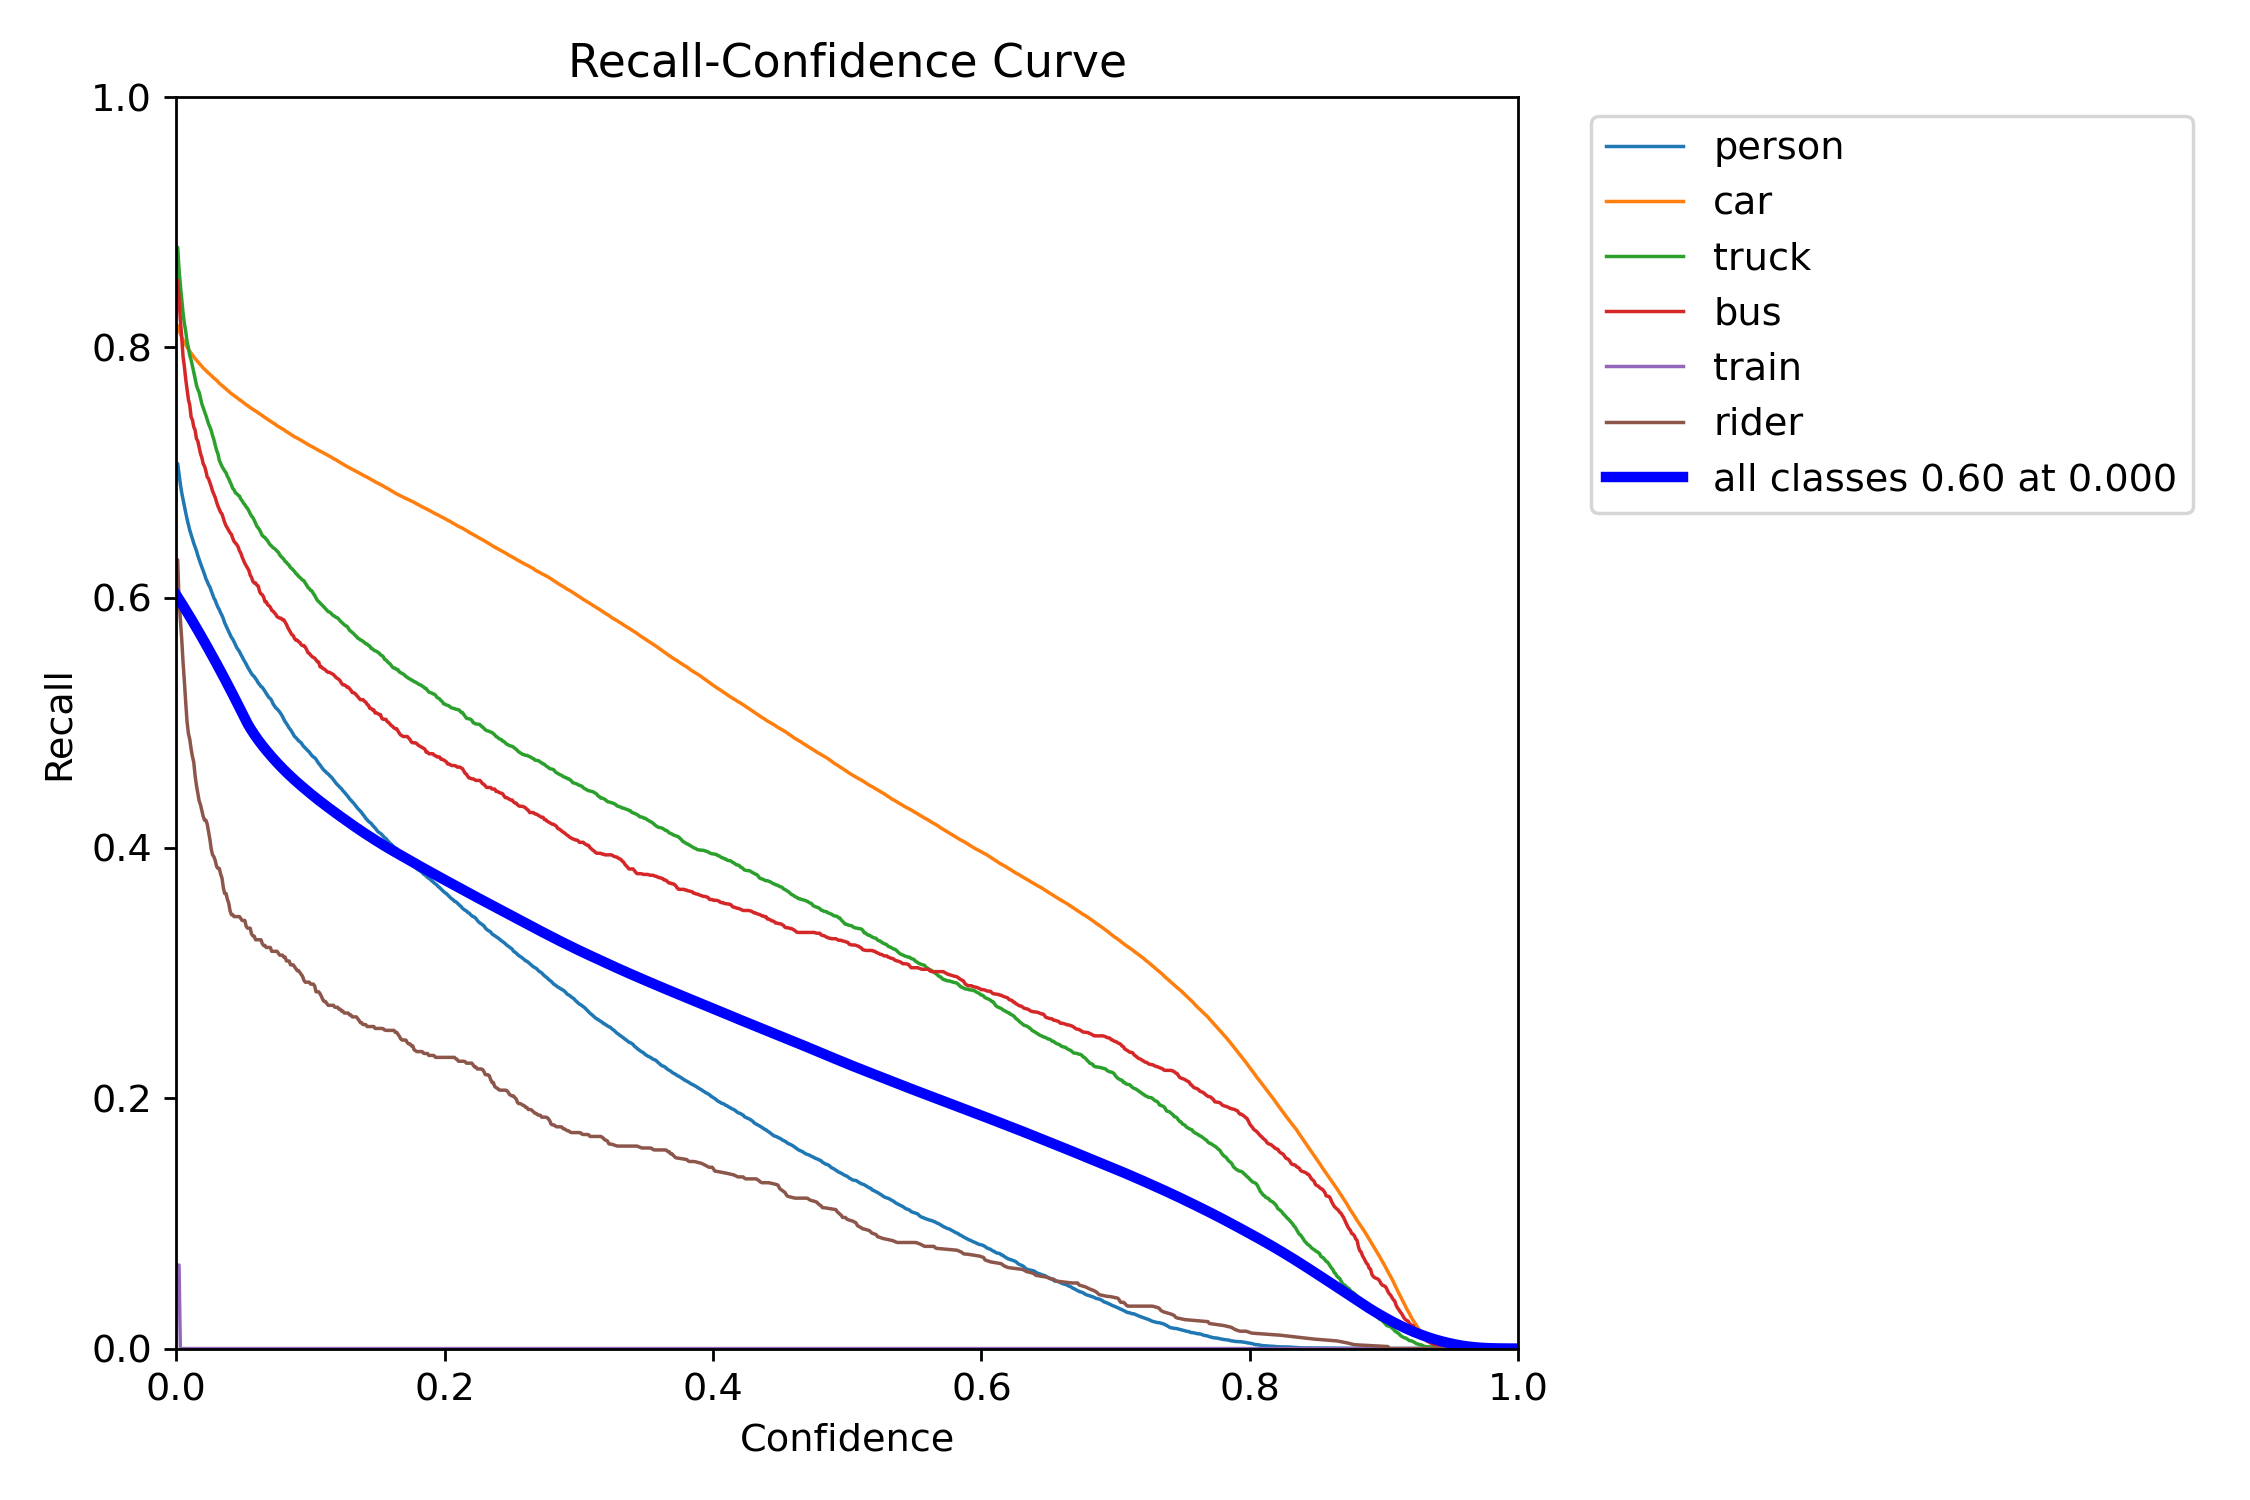 Recall-Confidence Curve
1.0
0.8
0.6
0.4
0.2
0.0
Recall
0.0 0.2 0.4 0.6 0.8 1.0
Confidence
person
car
truck
bus
train
rider
all classes 0.60 at 0.000